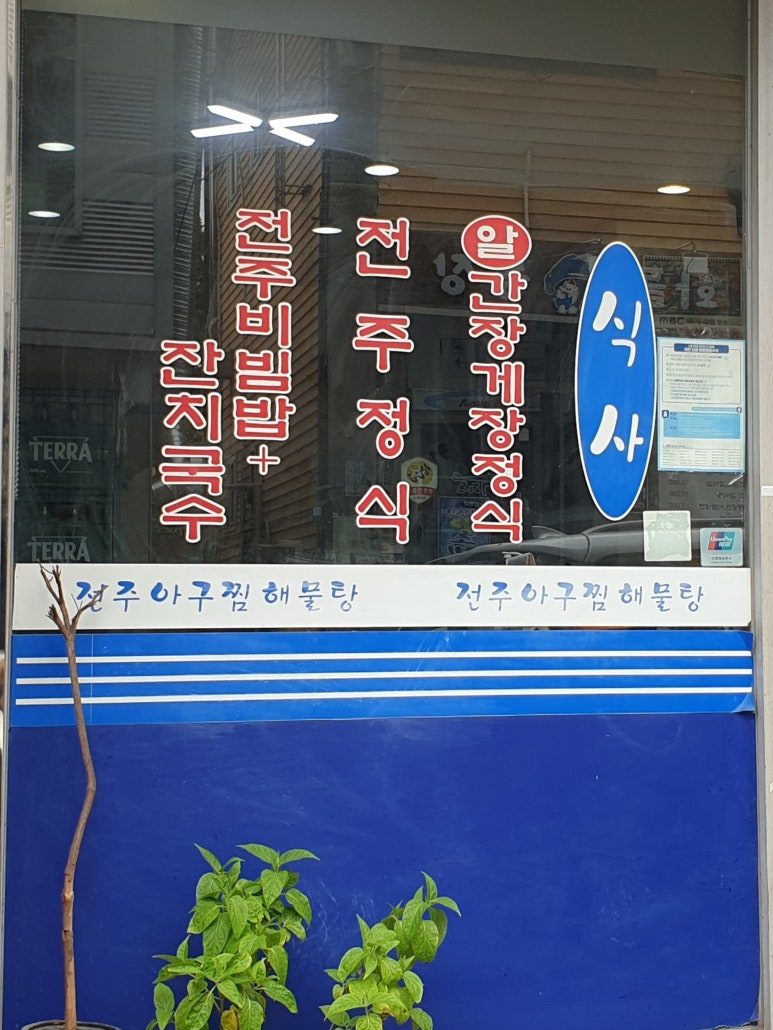 식사
알
간장게장정식
전주정식
전주비빔밥+
잔치국수
전주아구찜해물탕
전주아구찜해물탕
TERRA
TERRA
MBC
UnionPay